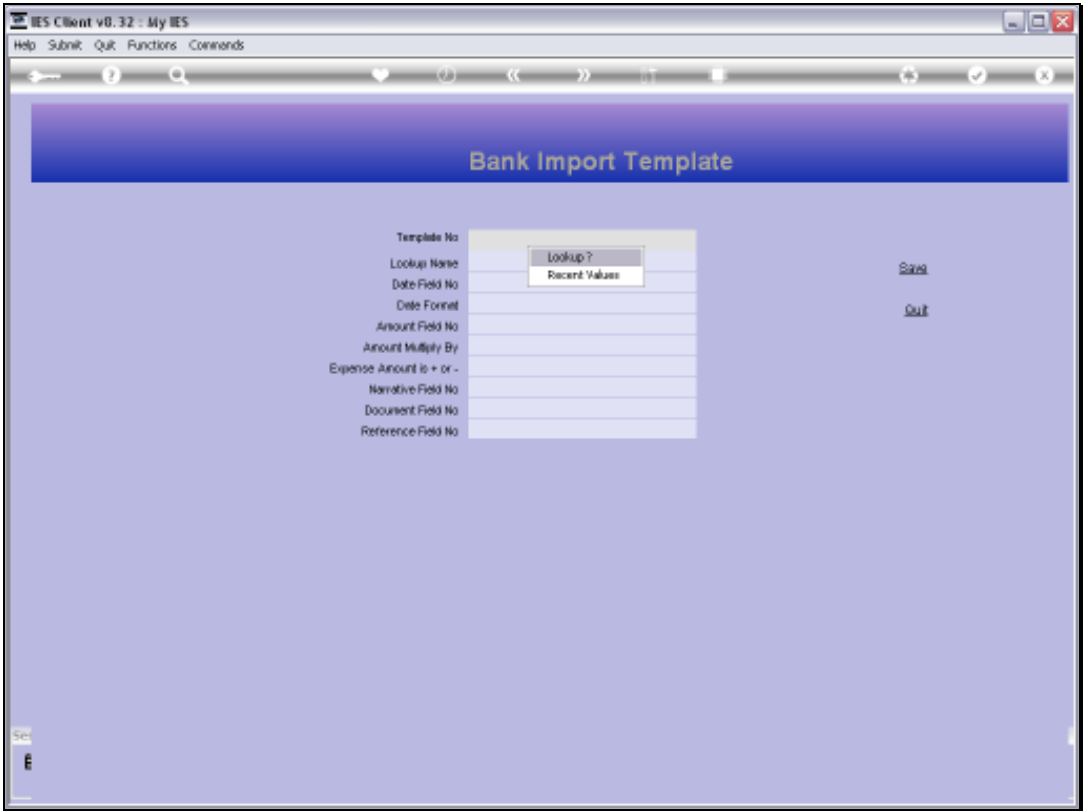 IES Client v8.32 : My IES
Help Submit Quit Functions Commands
Bank Import Template
Template No
Lookup ?
Lookup Name
Save
Recent Values
Date Field No
Date Format
Quit
Amount Field No
Amount Multiply By
Expense Amount is + or -
Narrative Field No
Document Field No
Reference Field No